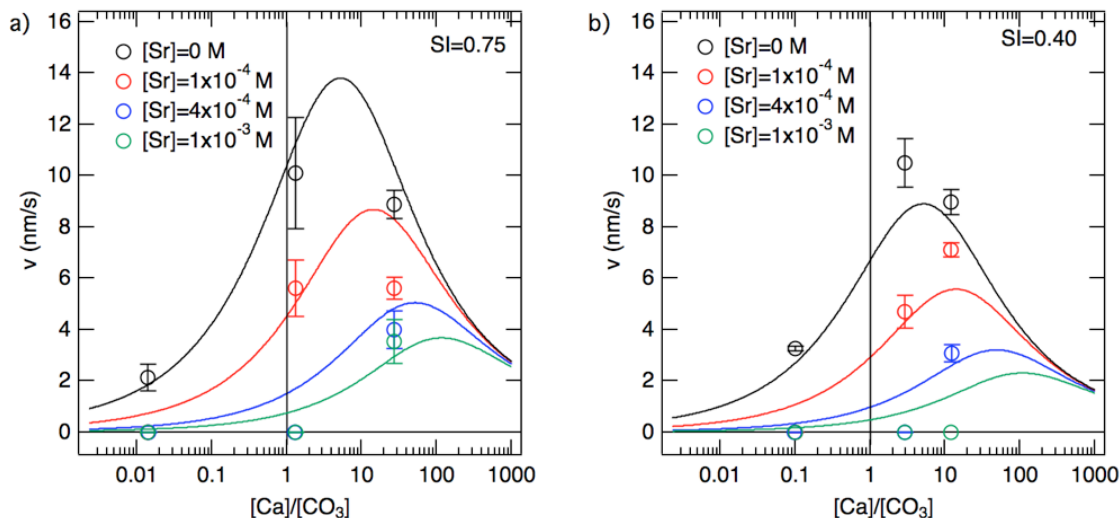 a)
SI=0.75
[Sr]=0 M
[Sr]=1x10⁻⁴ M
[Sr]=4x10⁻⁴ M
[Sr]=1x10⁻³ M
v (nm/s)
16
14
12
10
8
6
4
2
0
0.01 0.1 1 10 100 1000
[Ca]/[CO₃]
b)
SI=0.40
[Sr]=0 M
[Sr]=1x10⁻⁴ M
[Sr]=4x10⁻⁴ M
[Sr]=1x10⁻³ M
v (nm/s)
16
14
12
10
8
6
4
2
0
0.01 0.1 1 10 100 1000
[Ca]/[CO₃]